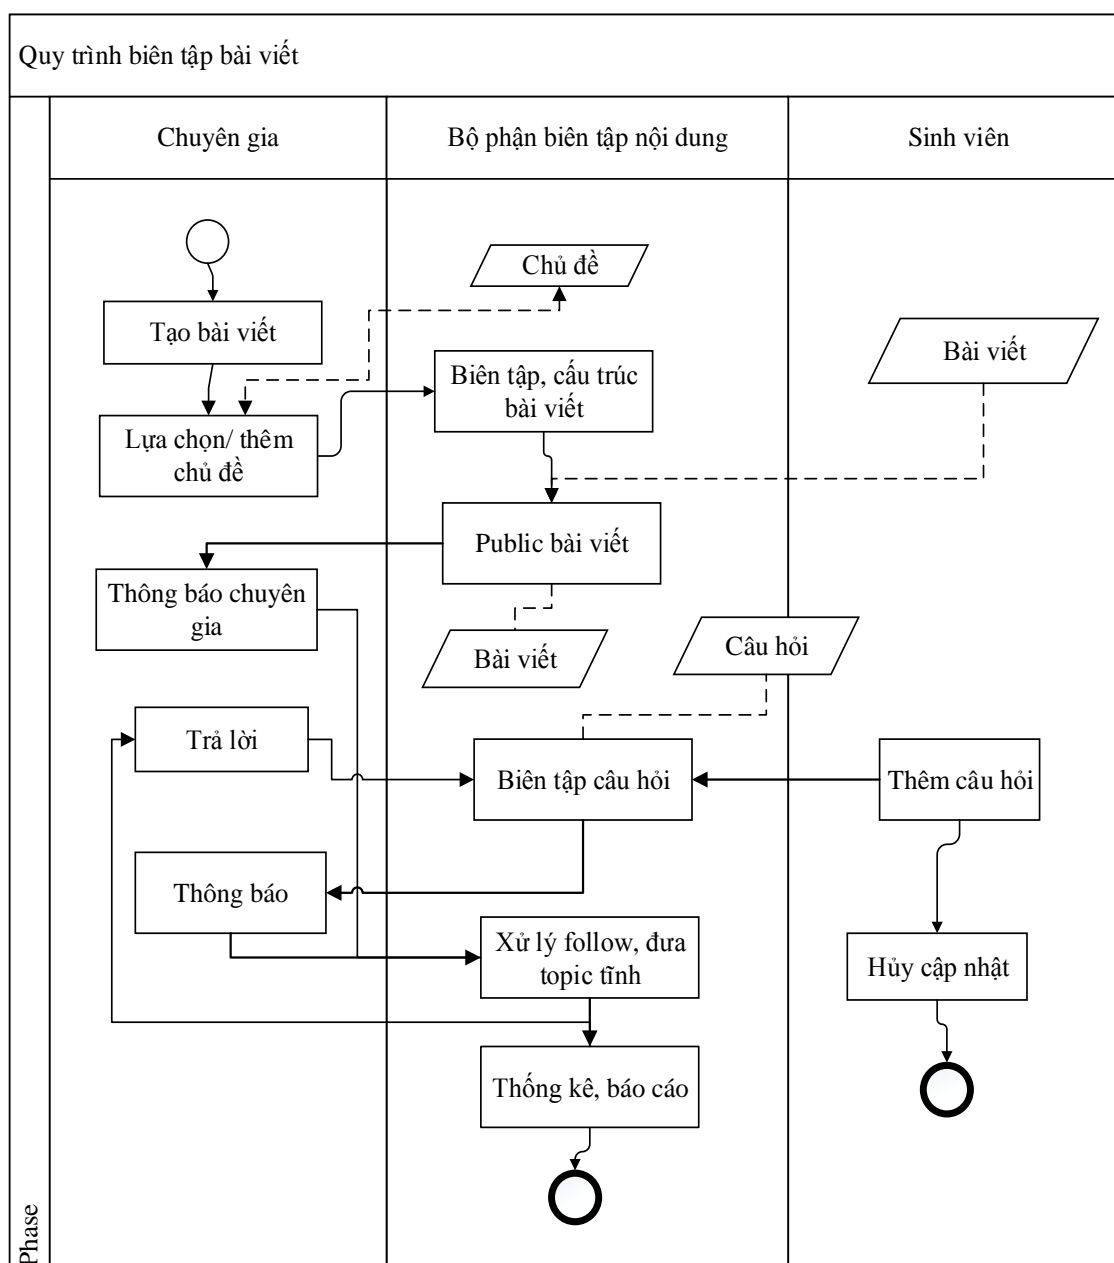 Quy trình biên tập bài viết
Chuyên gia
Bộ phận biên tập nội dung
Sinh viên
Chủ đề
Tạo bài viết
Bài viết
Biên tập, cấu trúc
bài viết
Lựa chọn/ thêm
chủ đề
Public bài viết
Thông báo chuyên
gia
Bài viết
Câu hỏi
Trả lời
Biên tập câu hỏi
Thêm câu hỏi
Thông báo
Xử lý follow, đưa
topic tĩnh
Hủy cập nhật
Thống kê, báo cáo
Phase